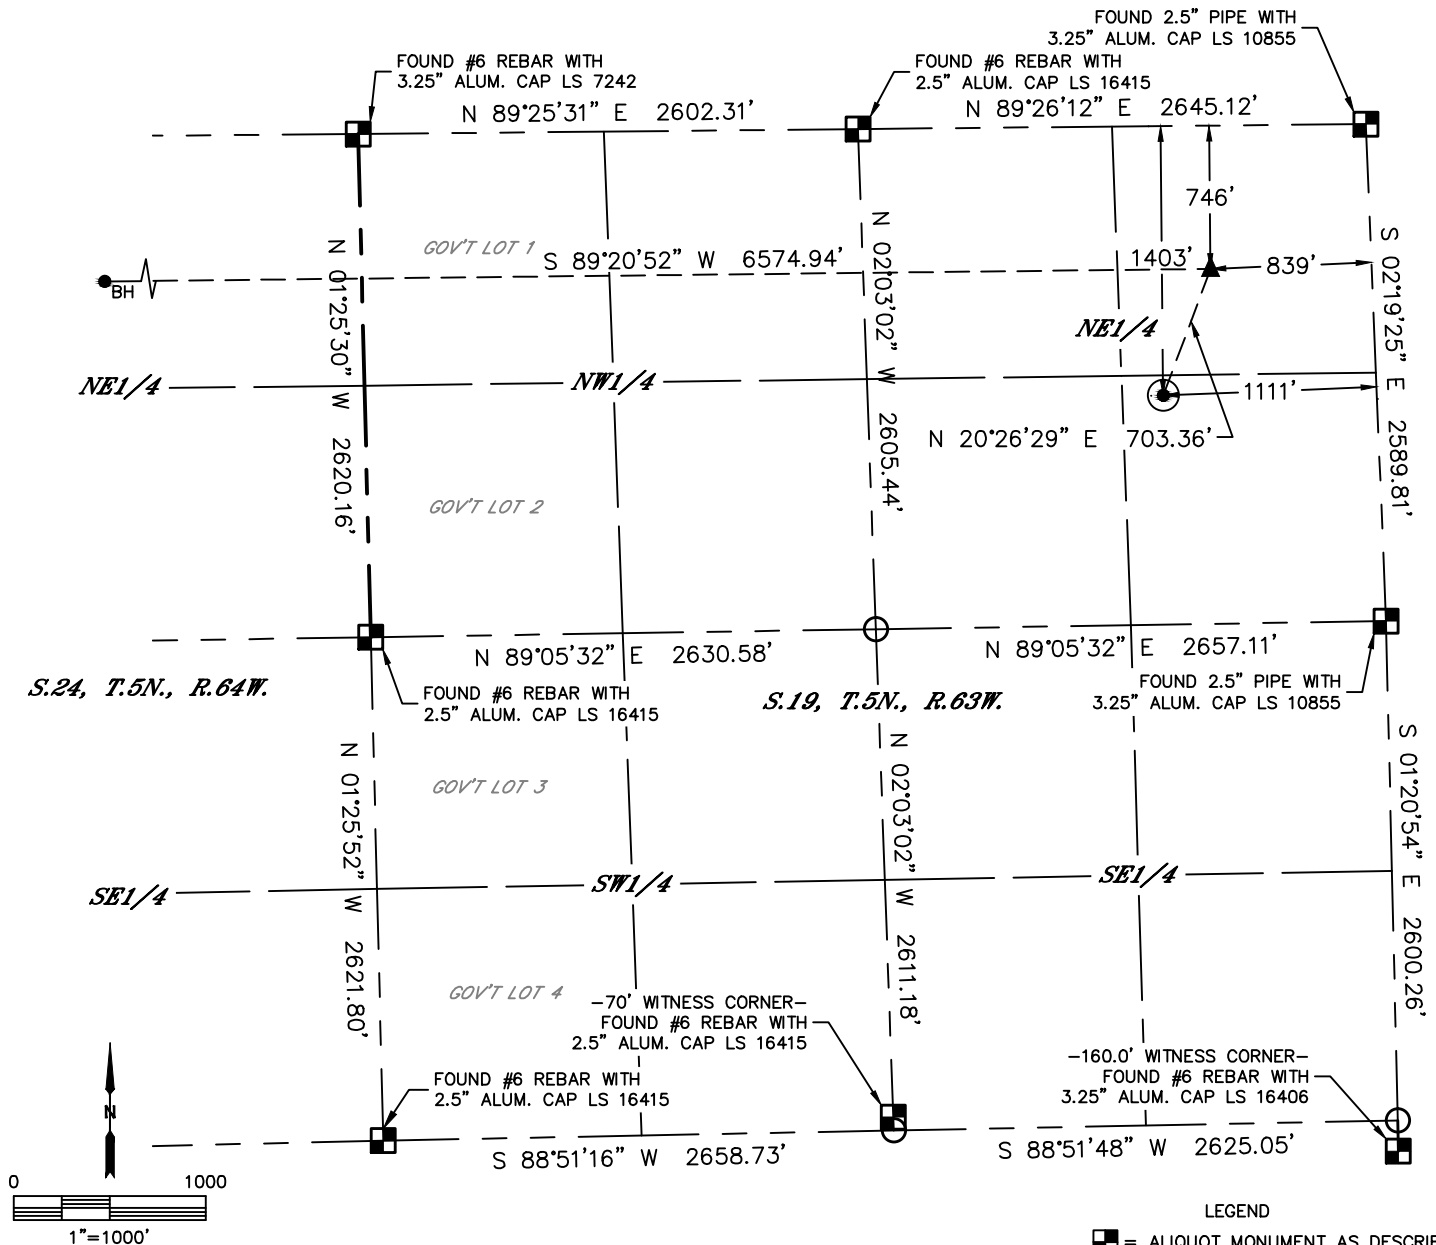 FOUND 2.5" PIPE WITH
3.25" ALUM. CAP LS 10855
FOUND #6 REBAR WITH
3.25" ALUM. CAP LS 7242
FOUND #6 REBAR WITH
2.5" ALUM. CAP LS 16415
N 89°25'31" E 2602.31'
N 89°26'12" E 2645.12'
746'
GOV'T LOT 1
S 89°20'52" W 6574.94'
1403'
839'
BH
N 01°25'30" W 2620.16'
N 02°03'02" W 2605.44'
S 02°19'25" E 2589.81'
NE1/4
NE1/4
NW1/4
1111'
N 20°26'29" E 703.36'
GOV'T LOT 2
N 89°05'32" E 2630.58'
N 89°05'32" E 2657.11'
S.24, T.5N., R.64W.
FOUND #6 REBAR WITH
2.5" ALUM. CAP LS 16415
S.19, T.5N., R.63W.
FOUND 2.5" PIPE WITH
3.25" ALUM. CAP LS 10855
N 01°25'52" W 2621.80'
GOV'T LOT 3
N 02°03'02" W 2611.18'
S 01°20'54" E 2600.26'
SE1/4
SW1/4
SE1/4
GOV'T LOT 4
-70' WITNESS CORNER-
FOUND #6 REBAR WITH
2.5" ALUM. CAP LS 16415
-160.0' WITNESS CORNER-
FOUND #6 REBAR WITH
3.25" ALUM. CAP LS 16406
FOUND #6 REBAR WITH
2.5" ALUM. CAP LS 16415
N
S 88°51'16" W 2658.73'
S 88°51'48" W 2625.05'
0 1000
1"=1000'
LEGEND
= ALIQUOT MONUMENT AS